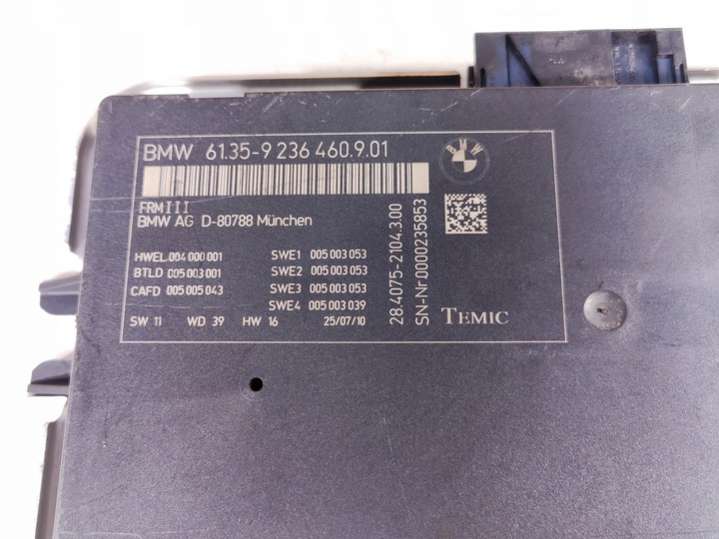 BMW 61.35-9 236 460.9.01
BMW
FRM III
BMW AG D-80788 München
HWEL 004 000 001
BTLD 005 003 001
CAFD 005 005 043
SWE1 005 003 053
SWE2 005 003 053
SWE3 005 003 053
SWE4 005 003 039
SW 11 WD 39 HW 16 25/07/10
28.4075-2104.3.00
SN-Nr0000235853
TEMIC